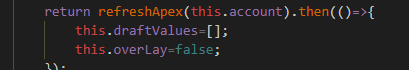 return refreshApex(this.account).then(()=>{
this.draftValues=[];
this.overLay=false;
});